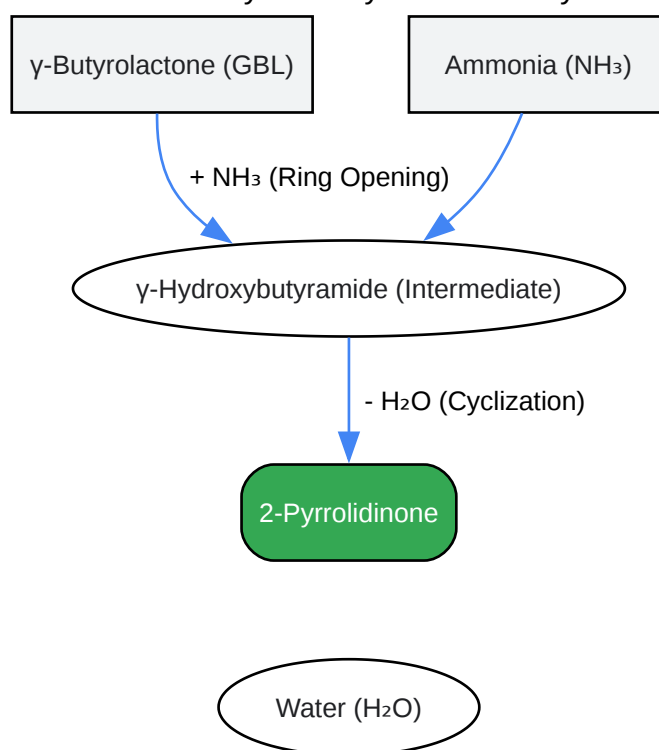 γ-Butyrolactone (GBL)
Ammonia (NH₃)
+ NH₃ (Ring Opening)
γ-Hydroxybutyramide (Intermediate)
- H₂O (Cyclization)
2-Pyrrolidinone
Water (H₂O)